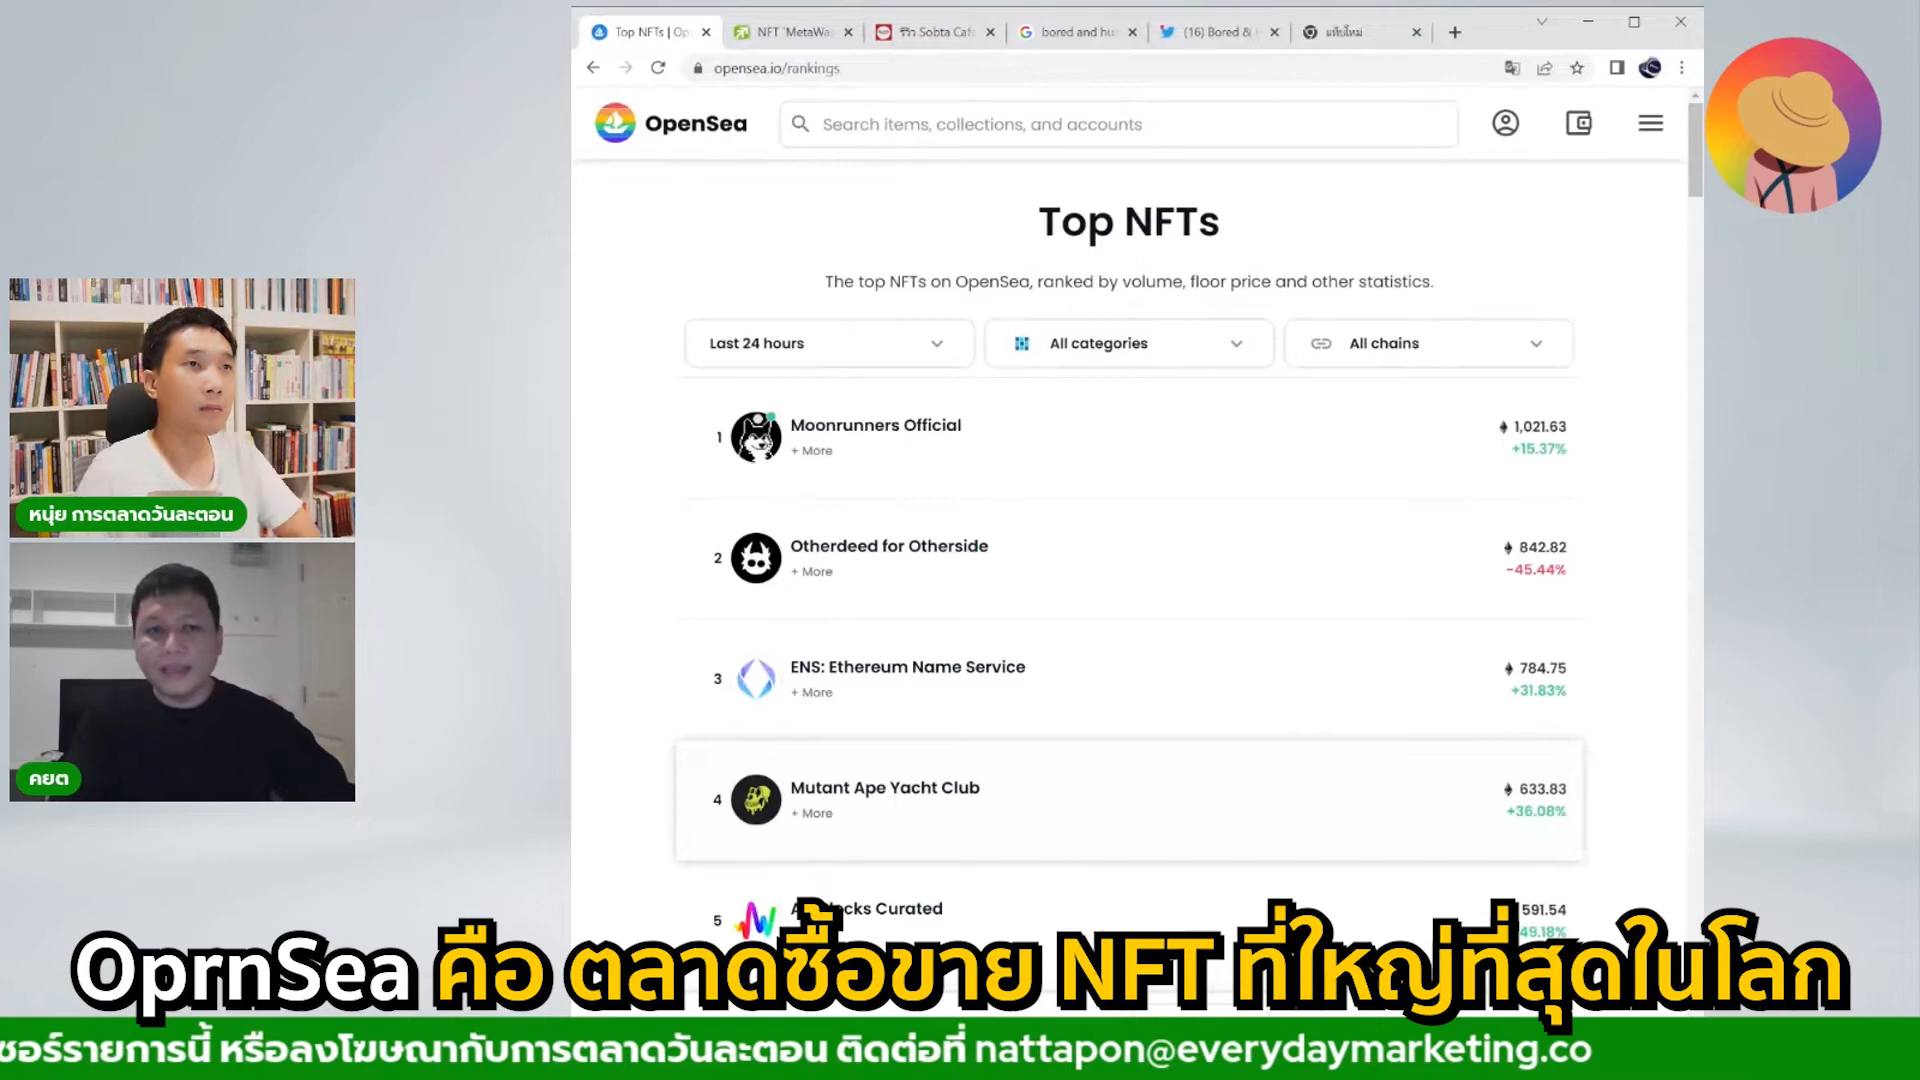 Top NFTs | Op
NFT 'MetaWa
รีวิว Sobta Cafe
bored and hu
(16) Bored &
แท็บใหม่
opensea.io/rankings
OpenSea
Search items, collections, and accounts
Top NFTs
The top NFTs on OpenSea, ranked by volume, floor price and other statistics.
Last 24 hours
All categories
All chains
1
Moonrunners Official
+ More
1,021.63
+15.37%
2
Otherdeed for Otherside
+ More
842.82
-45.44%
3
ENS: Ethereum Name Service
+ More
784.75
+31.83%
4
Mutant Ape Yacht Club
+ More
633.83
+36.08%
5
cks Curated
591.54
49.18%
หนุ่ย การตลาดวันละตอน
คยต
OprnSea คือ ตลาดซื้อขาย NFT ที่ใหญ่ที่สุดในโลก
ซอร์รายการนี้ หรือลงโฆษณากับการตลาดวันละตอน ติดต่อที่ nattapon@everydaymarketing.co